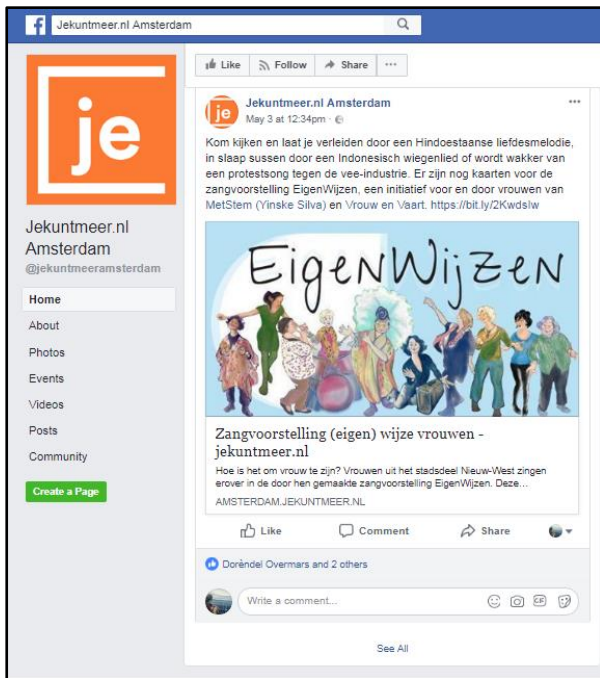 Jekuntmeer.nl Amsterdam
je
Jekuntmeer.nl
Amsterdam
@jekuntmeeramsterdam
Home
About
Photos
Events
Videos
Posts
Community
Create a Page
Like Follow Share ...
je
Jekuntmeer.nl Amsterdam ...
May 3 at 12:34pm ·
Kom kijken en laat je verleiden door een Hindoestaanse liefdesmelodie,
in slaap sussen door een Indonesisch wiegenlied of wordt wakker van
een protestsong tegen de vee-industrie. Er zijn nog kaarten voor de
zangvoorstelling EigenWijzen, een initiatief voor en door vrouwen van
MetStem (Yinske Silva) en Vrouw en Vaart. https://bit.ly/2Kwdslw
EigenWijzen
Zangvoorstelling (eigen) wijze vrouwen -
jekuntmeer.nl
Hoe is het om vrouw te zijn? Vrouwen uit het stadsdeel Nieuw-West zingen
erover in de door hen gemaakte zangvoorstelling EigenWijzen. Deze...
AMSTERDAM.JEKUNTMEER.NL
Like Comment Share
Dorèndel Overmars and 2 others
Write a comment...
GIF
See All